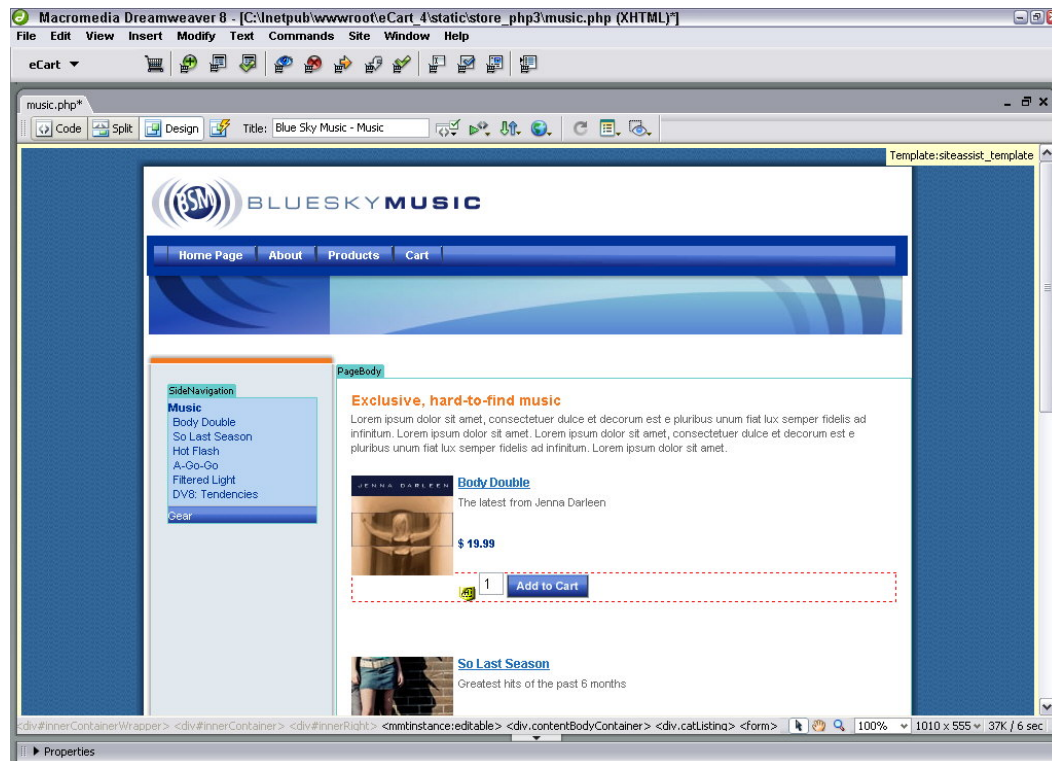 Macromedia Dreamweaver 8 - [C:\Inetpub\wwwroot\eCart_4\static\store_php3\music.php (XHTML)*]
File Edit View Insert Modify Text Commands Site Window Help
eCart
music.php*
Code Split Design Title: Blue Sky Music - Music
Template:siteassist_template
BSM BLUESKYMUSIC
Home Page About Products Cart
PageBody
SideNavigation
Music
Body Double
So Last Season
Hot Flash
A-Go-Go
Filtered Light
DV8: Tendencies
Gear
Exclusive, hard-to-find music
Lorem ipsum dolor sit amet, consectetuer dulce et decorum est e pluribus unum fiat lux semper fidelis ad
infinitum. Lorem ipsum dolor sit amet. Lorem ipsum dolor sit amet, consectetuer dulce et decorum est e
pluribus unum fiat lux semper fidelis ad infinitum. Lorem ipsum dolor sit amet.
JENNA DARLEEN
Body Double
The latest from Jenna Darleen
$ 19.99
1 Add to Cart
So Last Season
Greatest hits of the past 6 months
<div#innerContainerWrapper> <div#innerContainer> <div#innerRight> <mmtinstance:editable> <div.contentBodyContainer> <div.catListing> <form> 100% 1010 x 555 37K / 6 sec
Properties